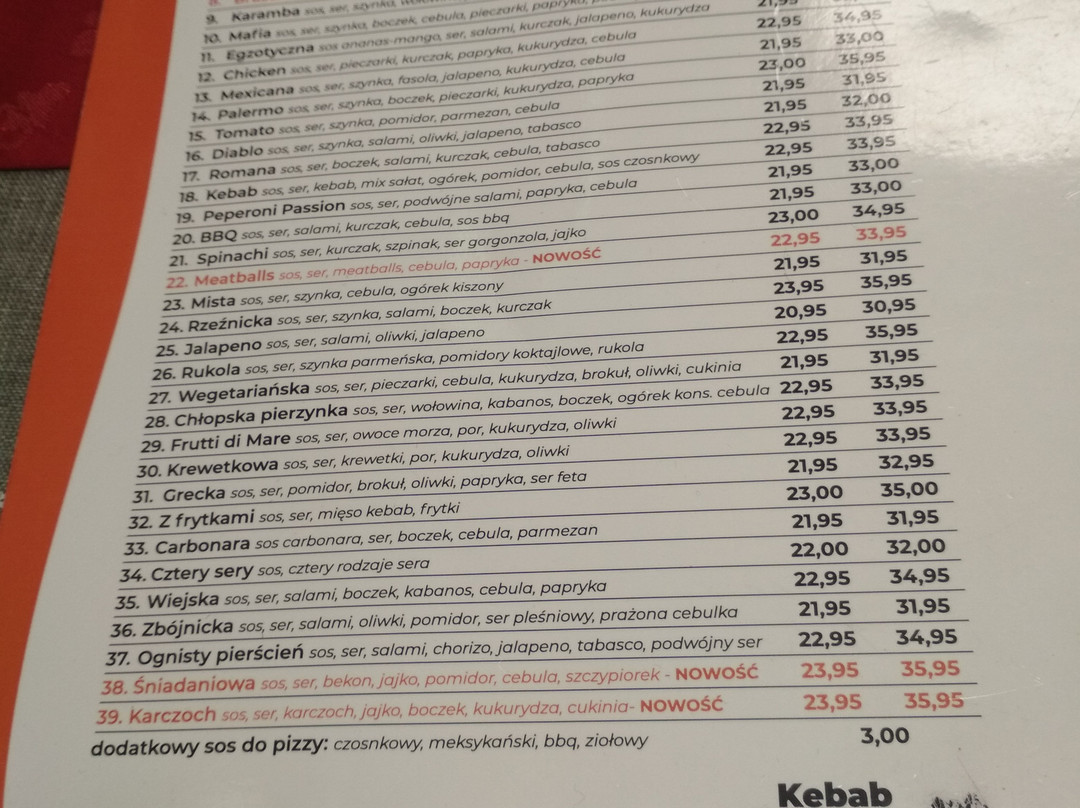 9. Karamba sos, ser, szynka,
10. Mafia sos, ser, szynka, boczek, cebula, pieczarki,
11. Egzotyczna sos ananas-mango, ser, salami, kurczak, jalapeno, kukurydza 21,95
12. Chicken sos, ser, pieczarki, kurczak, papryka, kukurydza, cebula 22,95 34,95
13. Mexicana sos, ser, szynka, fasola, jalapeno, kukurydza, cebula 21,95 33,00
14. Palermo sos, ser, szynka, boczek, pieczarki, kukurydza, papryka 23,00 35,95
15. Tomato sos, ser, szynka, pomidor, parmezan, cebula 21,95 31,95
16. Diablo sos, ser, szynka, salami, oliwki, jalapeno, tabasco 21,95 32,00
17. Romana sos, ser, boczek, salami, kurczak, cebula, tabasco 22,95 33,95
18. Kebab sos, ser, kebab, mix sałat, ogórek, pomidor, cebula, sos czosnkowy 22,95 33,95
19. Peperoni Passion sos, ser, podwójne salami, papryka, cebula 21,95 33,00
20. BBQ sos, ser, salami, kurczak, cebula, sos bbq 21,95 33,00
21. Spinachi sos, ser, kurczak, szpinak, ser gorgonzola, jajko 23,00 34,95
22. Meatballs sos, ser, meatballs, cebula, papryka - NOWOŚĆ 22,95 33,95
23. Mista sos, ser, szynka, cebula, ogórek kiszony 21,95 31,95
24. Rzeźnicka sos, ser, szynka, salami, boczek, kurczak 23,95 35,95
25. Jalapeno sos, ser, salami, oliwki, jalapeno 20,95 30,95
26. Rukola sos, ser, szynka parmeńska, pomidory koktajlowe, rukola 22,95 35,95
27. Wegetariańska sos, ser, pieczarki, cebula, kukurydza, brokuł, oliwki, cukinia 21,95 31,95
28. Chłopska pierzynka sos, ser, wołowina, kabanos, boczek, ogórek kons. cebula 22,95 33,95
29. Frutti di Mare sos, ser, owoce morza, por, kukurydza, oliwki 22,95 33,95
30. Krewetkowa sos, ser, krewetki, por, kukurydza, oliwki 22,95 33,95
31. Grecka sos, ser, pomidor, brokuł, oliwki, papryka, ser feta 21,95 32,95
32. Z frytkami sos, ser, mięso kebab, frytki 23,00 35,00
33. Carbonara sos carbonara, ser, boczek, cebula, parmezan 21,95 31,95
34. Cztery sery sos, cztery rodzaje sera 22,00 32,00
35. Wiejska sos, ser, salami, boczek, kabanos, cebula, papryka 22,95 34,95
36. Zbójnicka sos, ser, salami, oliwki, pomidor, ser pleśniowy, prażona cebulka 21,95 31,95
37. Ognisty pierścień sos, ser, salami, chorizo, jalapeno, tabasco, podwójny ser 22,95 34,95
38. Śniadaniowa sos, ser, bekon, jajko, pomidor, cebula, szczypiorek - NOWOŚĆ 23,95 35,95
39. Karczoch sos, ser, karczoch, jajko, boczek, kukurydza, cukinia- NOWOŚĆ 23,95 35,95
dodatkowy sos do pizzy: czosnkowy, meksykański, bbq, ziołowy 3,00
Kebab